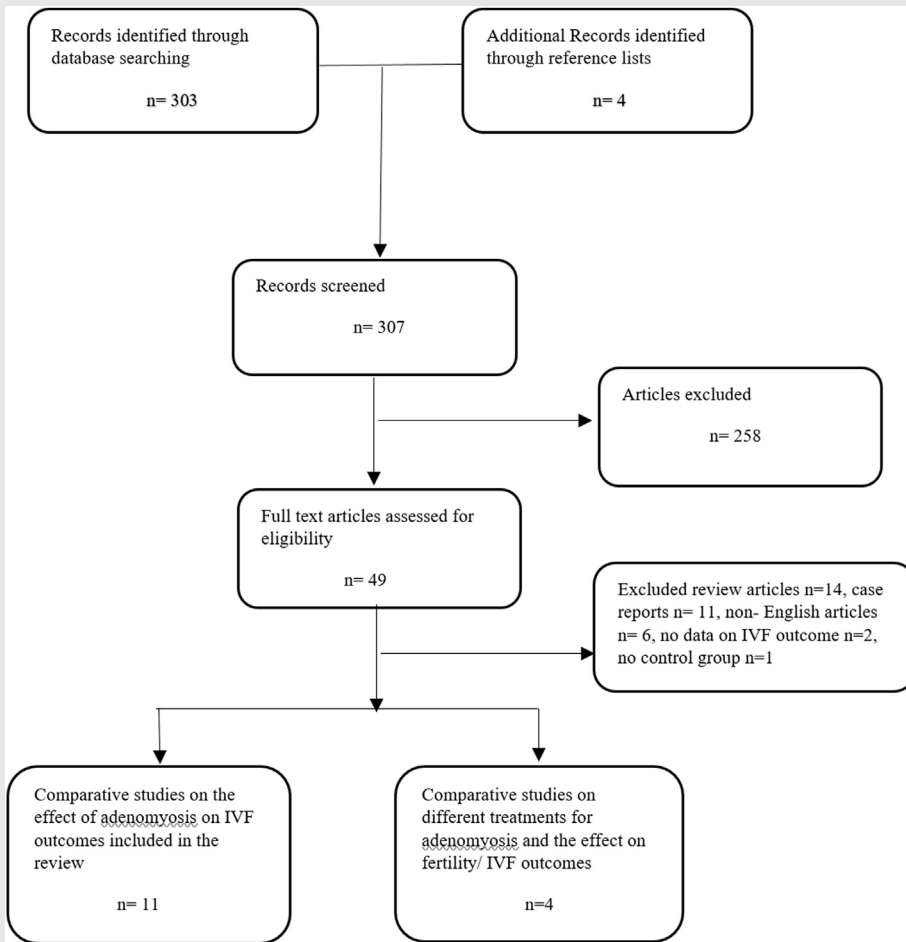 Records identified through
database searching
n= 303
Additional Records identified
through reference lists
n= 4
Records screened
n= 307
Articles excluded
n= 258
Full text articles assessed for
eligibility
n= 49
Excluded review articles n=14, case
reports n= 11, non- English articles
n= 6, no data on IVF outcome n=2,
no control group n=1
Comparative studies on the
effect of adenomyosis on IVF
outcomes included in the
review
n= 11
Comparative studies on
different treatments for
adenomyosis and the effect on
fertility/ IVF outcomes
n=4